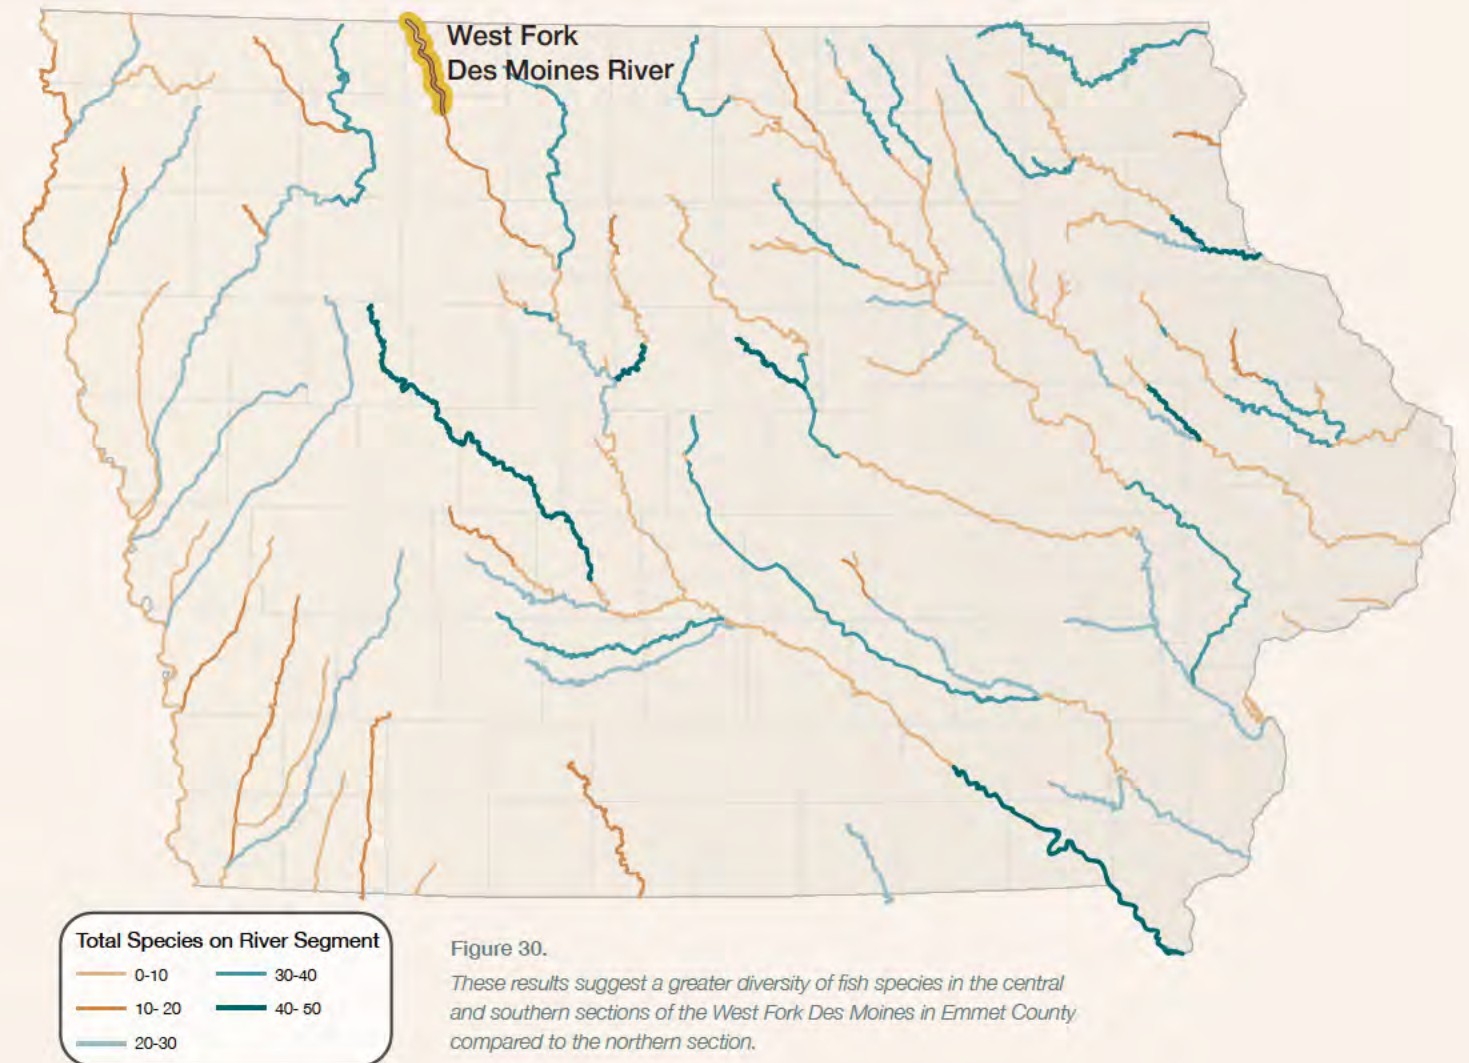 West Fork
Des Moines River
Total Species on River Segment
0-10
30-40
10- 20
40- 50
20-30
Figure 30.
These results suggest a greater diversity of fish species in the central
and southern sections of the West Fork Des Moines in Emmet County
compared to the northern section.